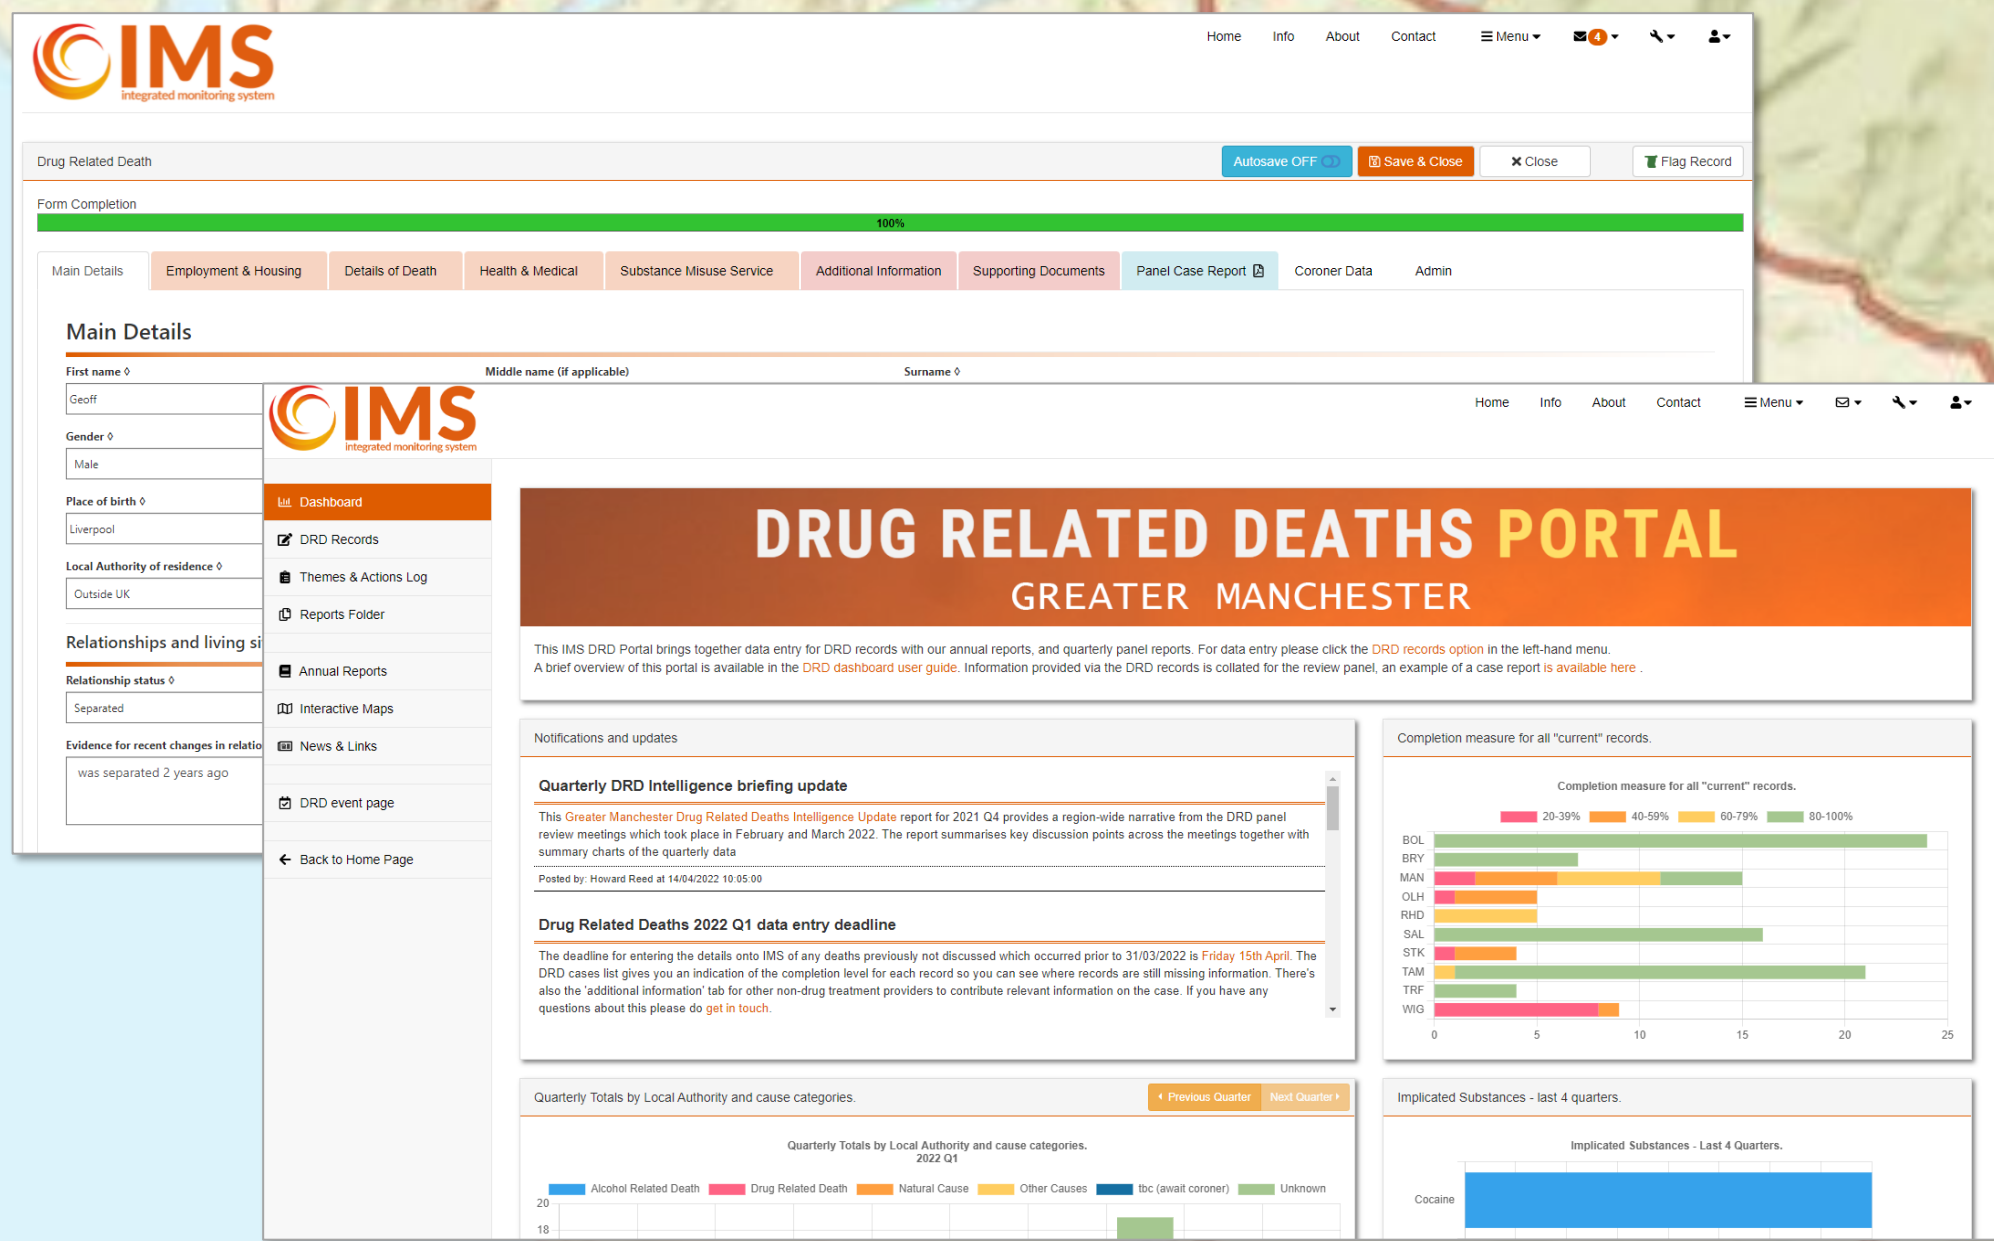 IMS
integrated monitoring system
Home Info About Contact Menu 4
Drug Related Death
Autosave OFF Save & Close Close Flag Record
Form Completion
100%
Main Details Employment & Housing Details of Death Health & Medical Substance Misuse Service Additional Information Supporting Documents Panel Case Report Coroner Data Admin
Main Details
First name ◊ Middle name (if applicable) Surname ◊
Geoff
Gender ◊
Male
Place of birth ◊
Liverpool
Local Authority of residence ◊
Outside UK
Relationships and living si
Relationship status ◊
Separated
Evidence for recent changes in relatio
was separated 2 years ago
IMS
integrated monitoring system
Home Info About Contact Menu
Dashboard
DRD Records
Themes & Actions Log
Reports Folder
Annual Reports
Interactive Maps
News & Links
DRD event page
Back to Home Page
DRUG RELATED DEATHS PORTAL
GREATER MANCHESTER
This IMS DRD Portal brings together data entry for DRD records with our annual reports, and quarterly panel reports. For data entry please click the DRD records option in the left-hand menu.
A brief overview of this portal is available in the DRD dashboard user guide. Information provided via the DRD records is collated for the review panel, an example of a case report is available here .
Notifications and updates
Quarterly DRD Intelligence briefing update
This Greater Manchester Drug Related Deaths Intelligence Update report for 2021 Q4 provides a region-wide narrative from the DRD panel
review meetings which took place in February and March 2022. The report summarises key discussion points across the meetings together with
summary charts of the quarterly data
Posted by: Howard Reed at 14/04/2022 10:05:00
Drug Related Deaths 2022 Q1 data entry deadline
The deadline for entering the details onto IMS of any deaths previously not discussed which occurred prior to 31/03/2022 is Friday 15th April. The
DRD cases list gives you an indication of the completion level for each record so you can see where records are still missing information. There's
also the 'additional information' tab for other non-drug treatment providers to contribute relevant information on the case. If you have any
questions about this please do get in touch.
Completion measure for all "current" records.
Completion measure for all "current" records.
20-39% 40-59% 60-79% 80-100%
BOL
BRY
MAN
OLH
RHD
SAL
STK
TAM
TRF
WIG
0 5 10 15 20 25
Quarterly Totals by Local Authority and cause categories.
Previous Quarter Next Quarter
Quarterly Totals by Local Authority and cause categories.
2022 Q1
Alcohol Related Death Drug Related Death Natural Cause Other Causes tbc (await coroner) Unknown
20
18
Implicated Substances - last 4 quarters.
Implicated Substances - Last 4 Quarters.
Cocaine